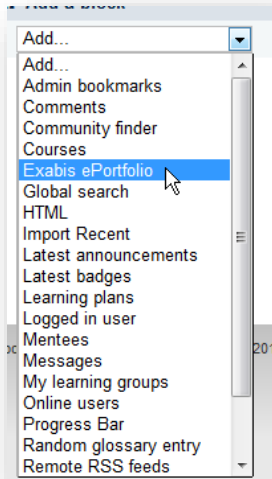 Add a block
Add...
Add...
Admin bookmarks
Comments
Community finder
Courses
Exabis ePortfolio
Global search
HTML
Import Recent
Latest announcements
Latest badges
Learning plans
Logged in user
Mentees
Messages
My learning groups
Online users
Progress Bar
Random glossary entry
Remote RSS feeds